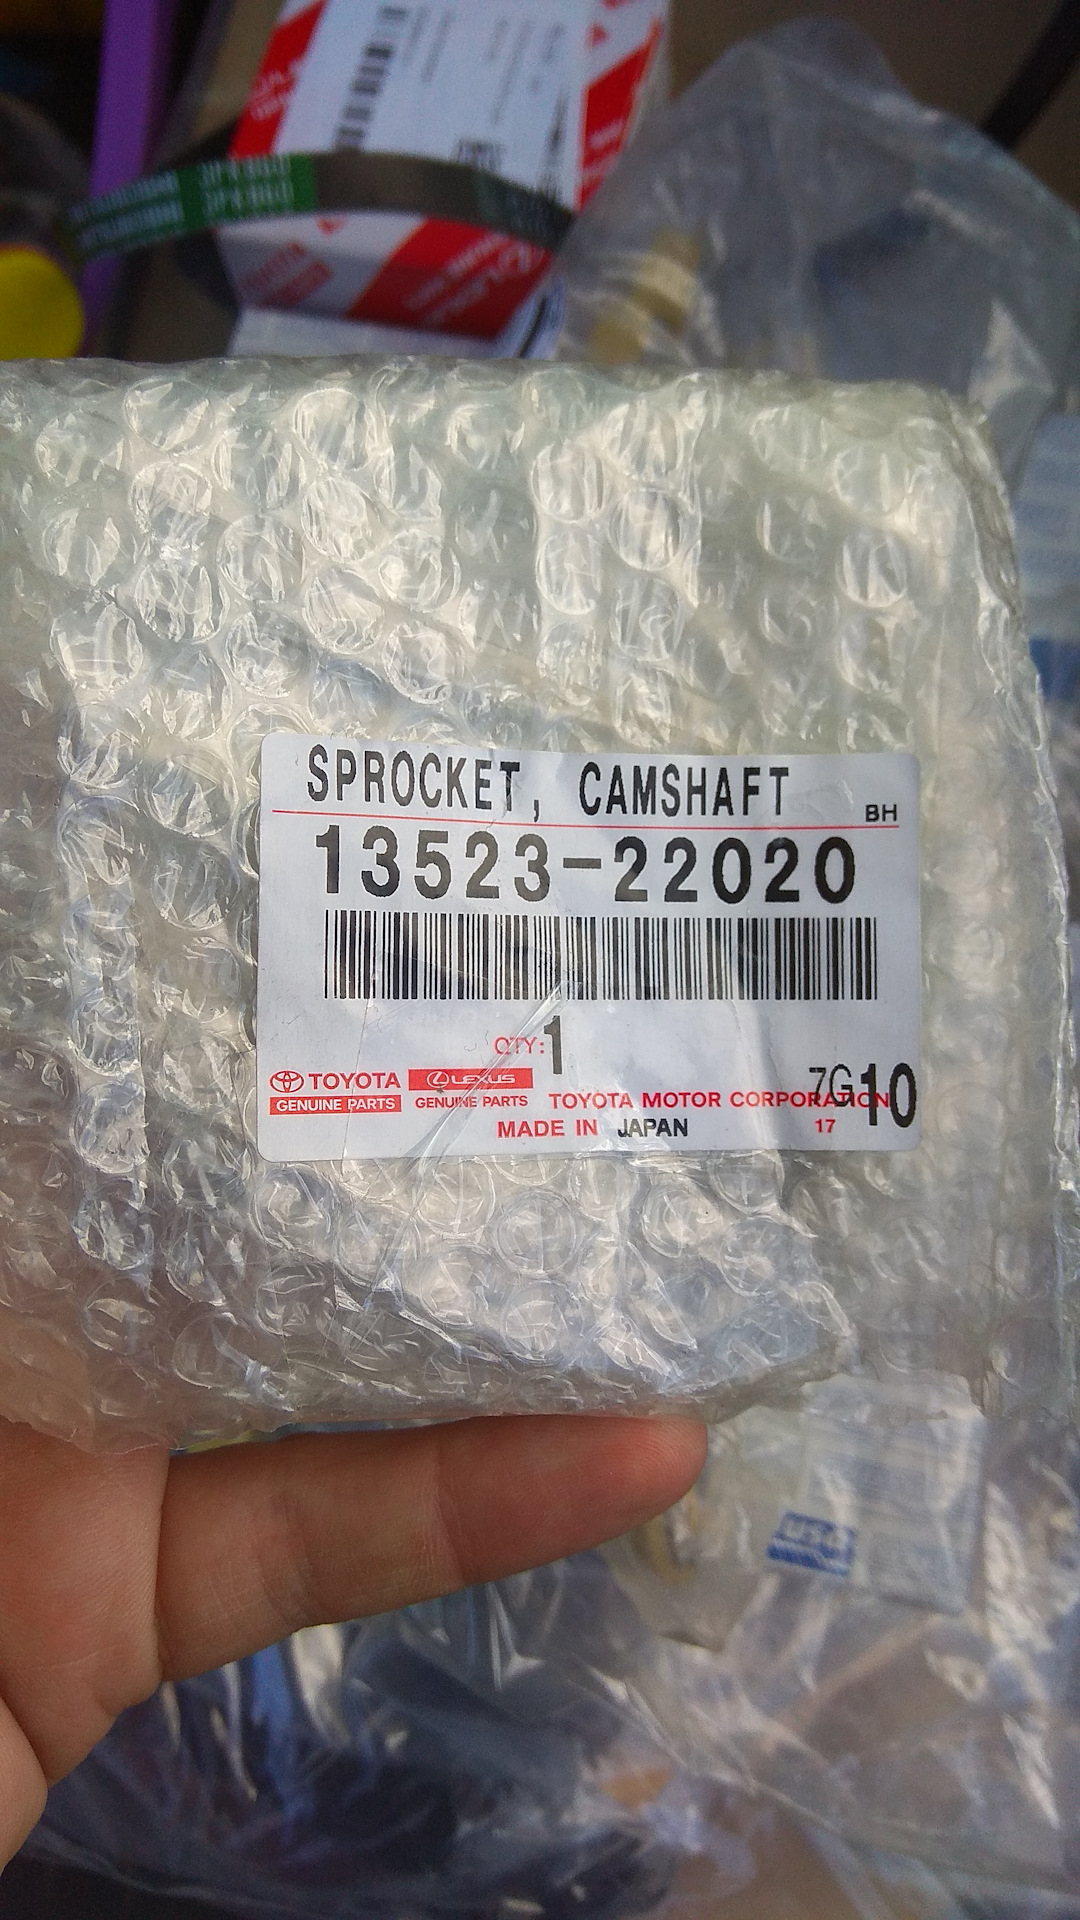 SPROCKET, CAMSHAFT
BH
13523-22020
QTY: 1
TOYOTA
GENUINE PARTS
LEXUS
GENUINE PARTS
7G10
TOYOTA MOTOR CORPORATION
MADE IN JAPAN
17